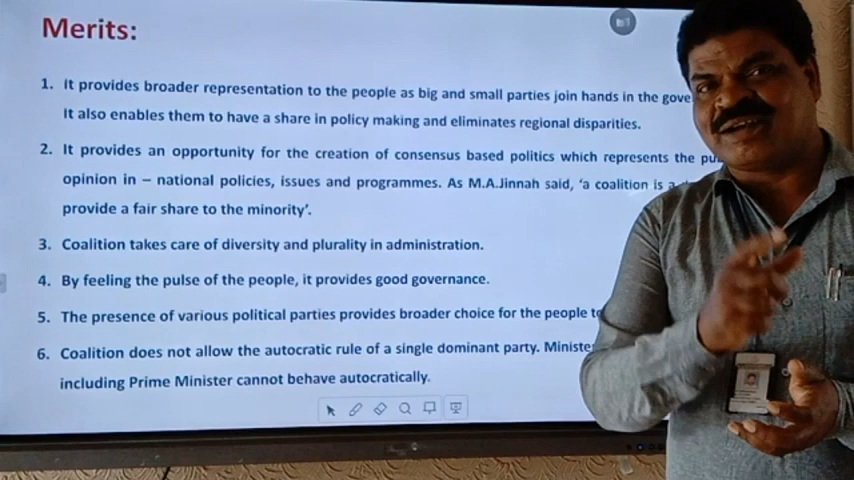 Merits:
1. It provides broader representation to the people as big and small parties join hands in the gove
It also enables them to have a share in policy making and eliminates regional disparities.
2. It provides an opportunity for the creation of consensus based politics which represents the pu
opinion in – national policies, issues and programmes. As M.A.Jinnah said, ‘a coalition is a
provide a fair share to the minority’.
3. Coalition takes care of diversity and plurality in administration.
4. By feeling the pulse of the people, it provides good governance.
5. The presence of various political parties provides broader choice for the people
6. Coalition does not allow the autocratic rule of a single dominant party. Ministe
including Prime Minister cannot behave autocratically.